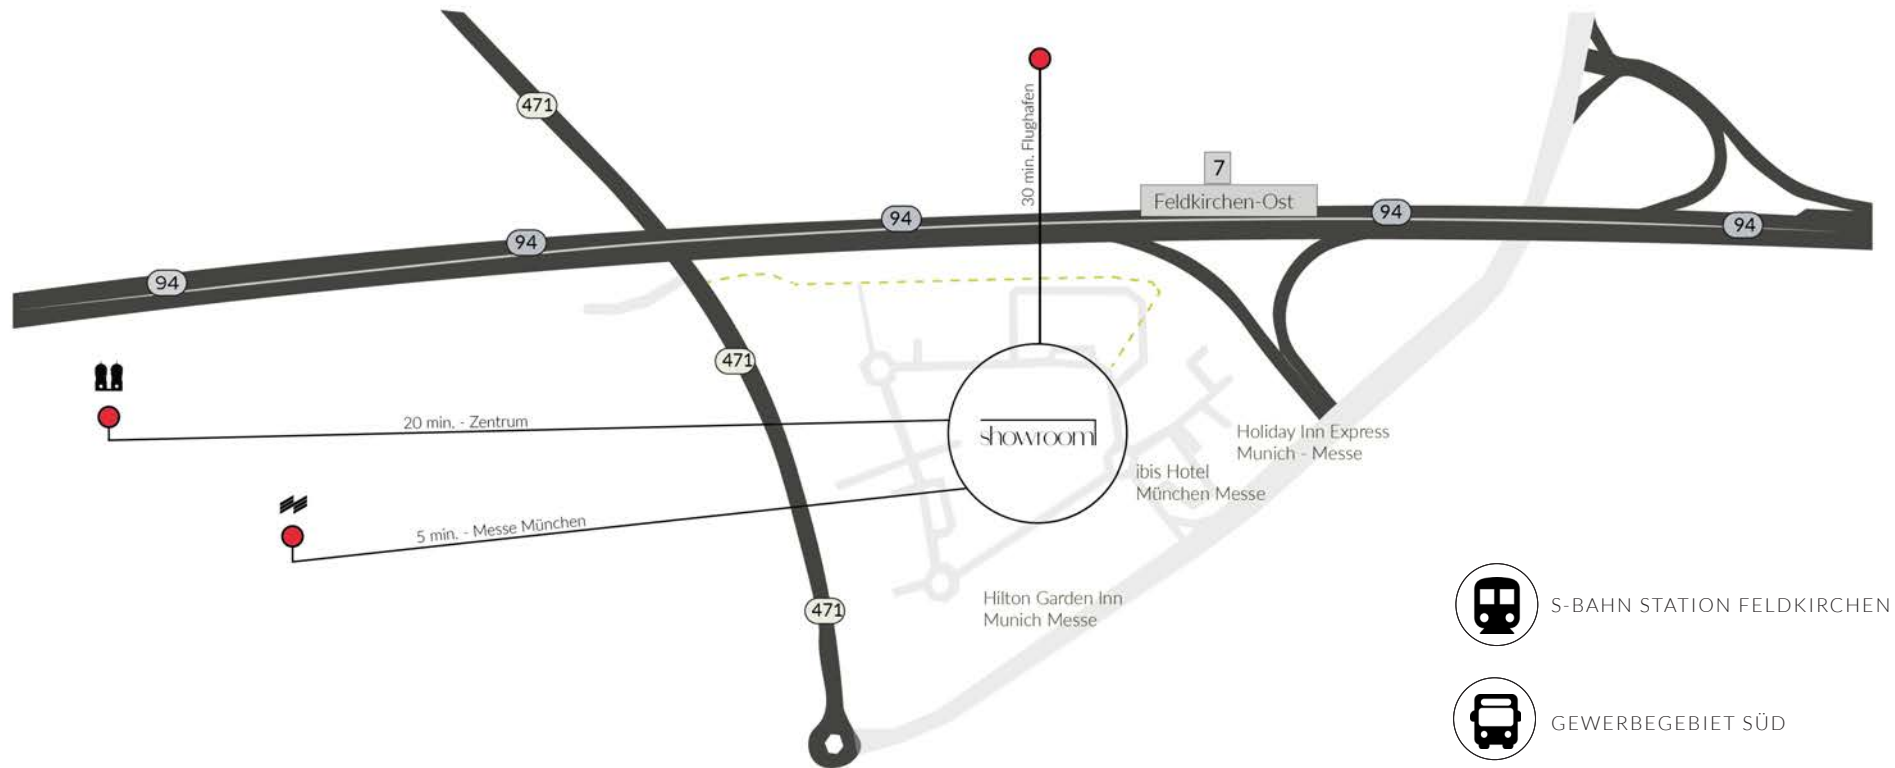 471
30 min. Flughafen
7
Feldkirchen-Ost
94
94
94
94
94
471
20 min. - Zentrum
showroom
Holiday Inn Express
Munich - Messe
ibis Hotel
München Messe
5 min. - Messe München
Hilton Garden Inn
Munich Messe
471
S-BAHN STATION FELDKIRCHEN
GEWERBEGEBIET SÜD